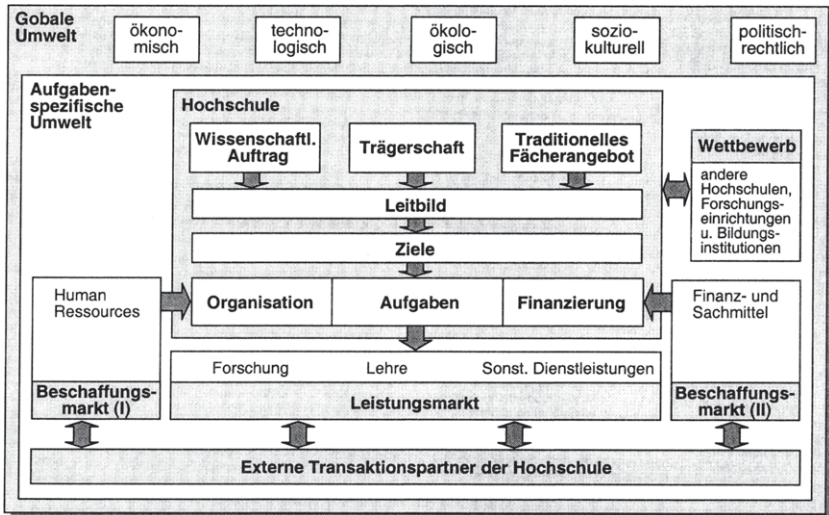 Gobale
Umwelt
ökono-
misch
techno-
logisch
ökolo-
gisch
sozio-
kulturell
politisch-
rechtlich
Aufgaben-
spezifische
Umwelt
Hochschule
Wissenschaftl.
Auftrag
Trägerschaft
Traditionelles
Fächerangebot
Wettbewerb
andere
Hochschulen,
Forschungs-
einrichtungen
u. Bildungs-
institutionen
Leitbild
Ziele
Human
Ressources
Organisation
Aufgaben
Finanzierung
Finanz- und
Sachmittel
Forschung
Lehre
Sonst. Dienstleistungen
Beschaffungs-
markt (I)
Leistungsmarkt
Beschaffungs-
markt (II)
Externe Transaktionspartner der Hochschule